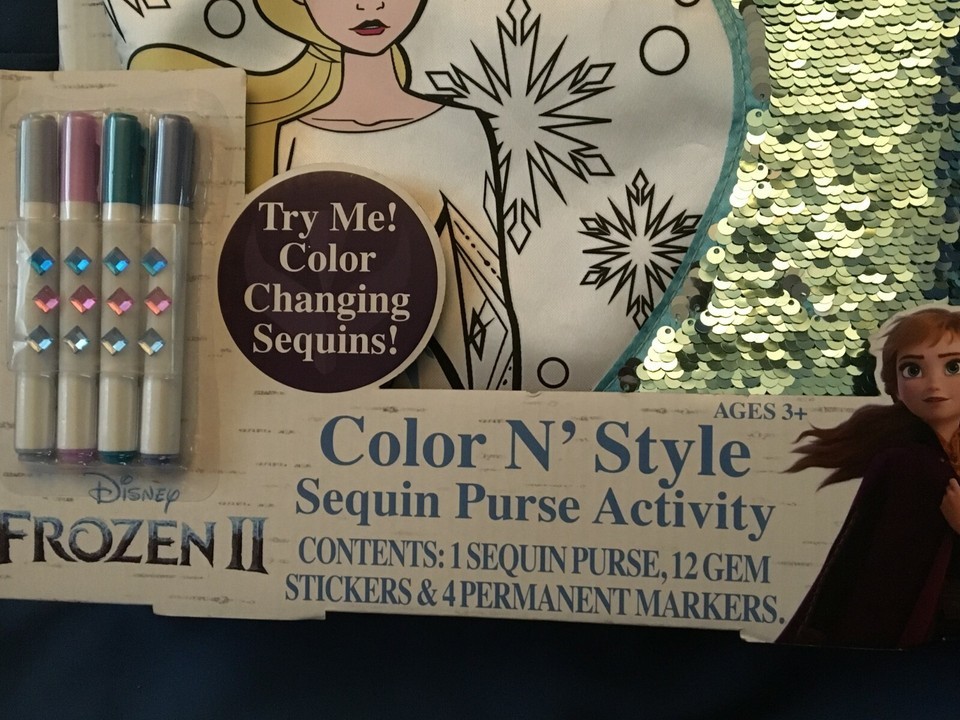 Try Me!
Color
Changing
Sequins!
AGES 3+
Color N' Style
Sequin Purse Activity
CONTENTS: 1 SEQUIN PURSE, 12 GEM
STICKERS & 4 PERMANENT MARKERS.
Disney
FROZEN II